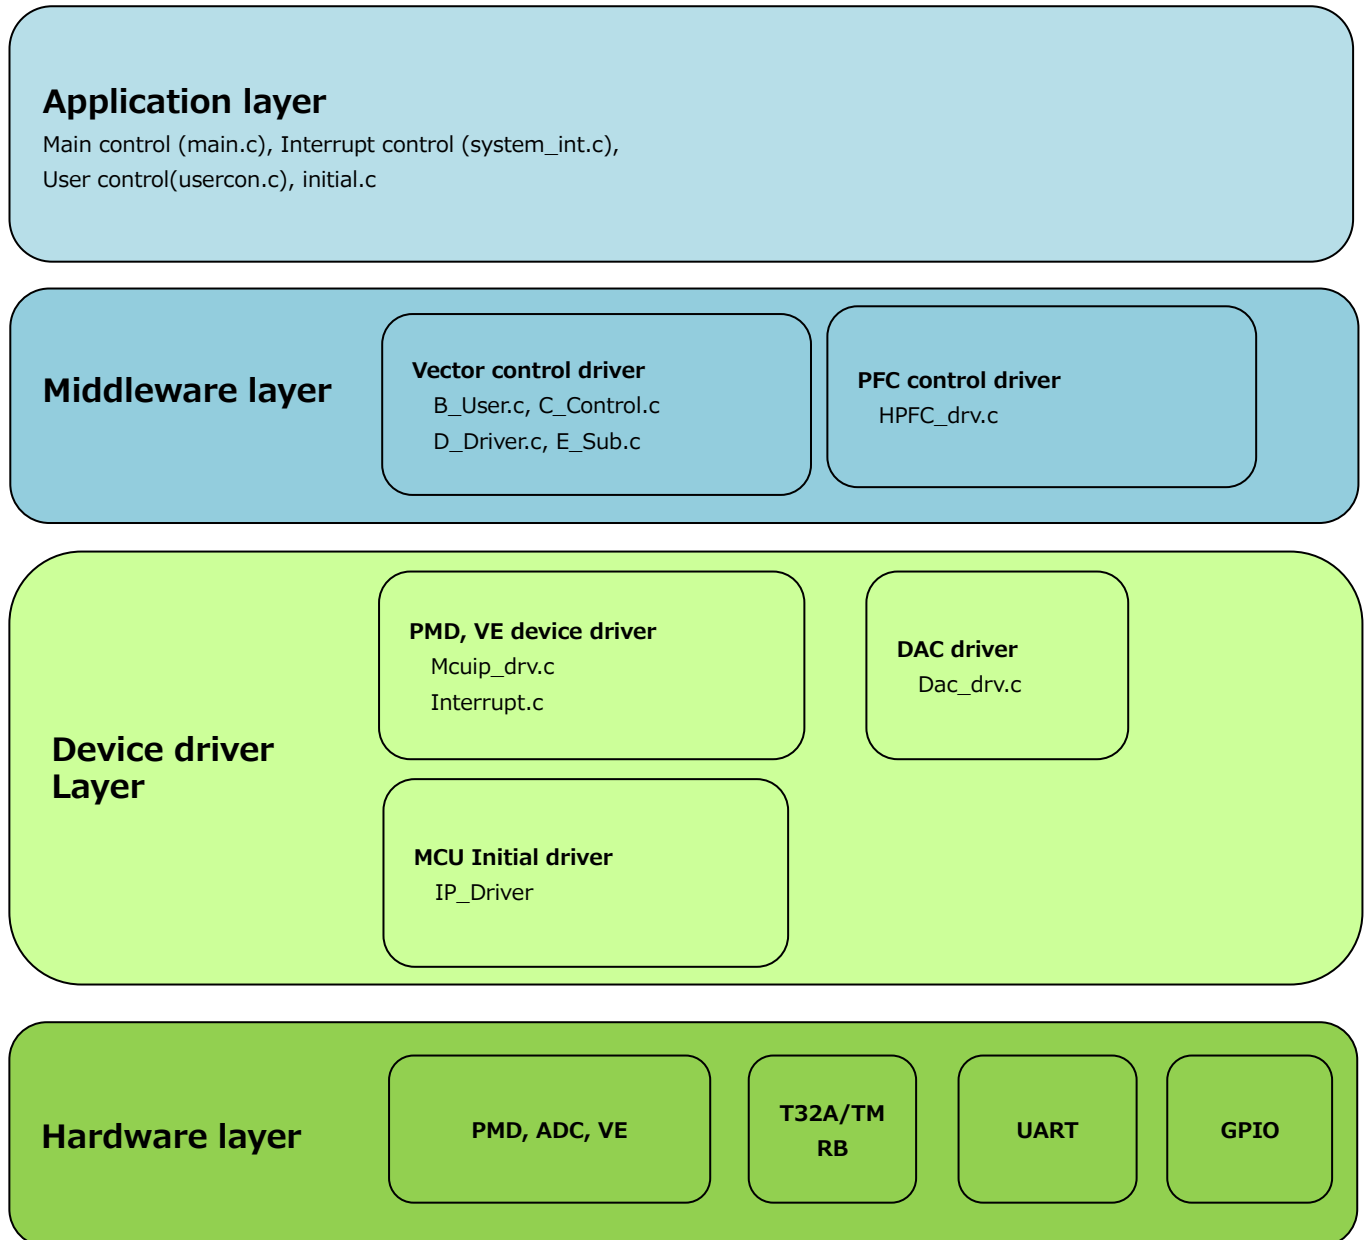 Application layer
Main control (main.c), Interrupt control (system_int.c),
User control(usercon.c), initial.c
Middleware layer
Vector control driver
B_User.c, C_Control.c
D_Driver.c, E_Sub.c
PFC control driver
HPFC_drv.c
Device driver
Layer
PMD, VE device driver
Mcuip_drv.c
Interrupt.c
DAC driver
Dac_drv.c
MCU Initial driver
IP_Driver
Hardware layer
PMD, ADC, VE
T32A/TM
RB
UART
GPIO